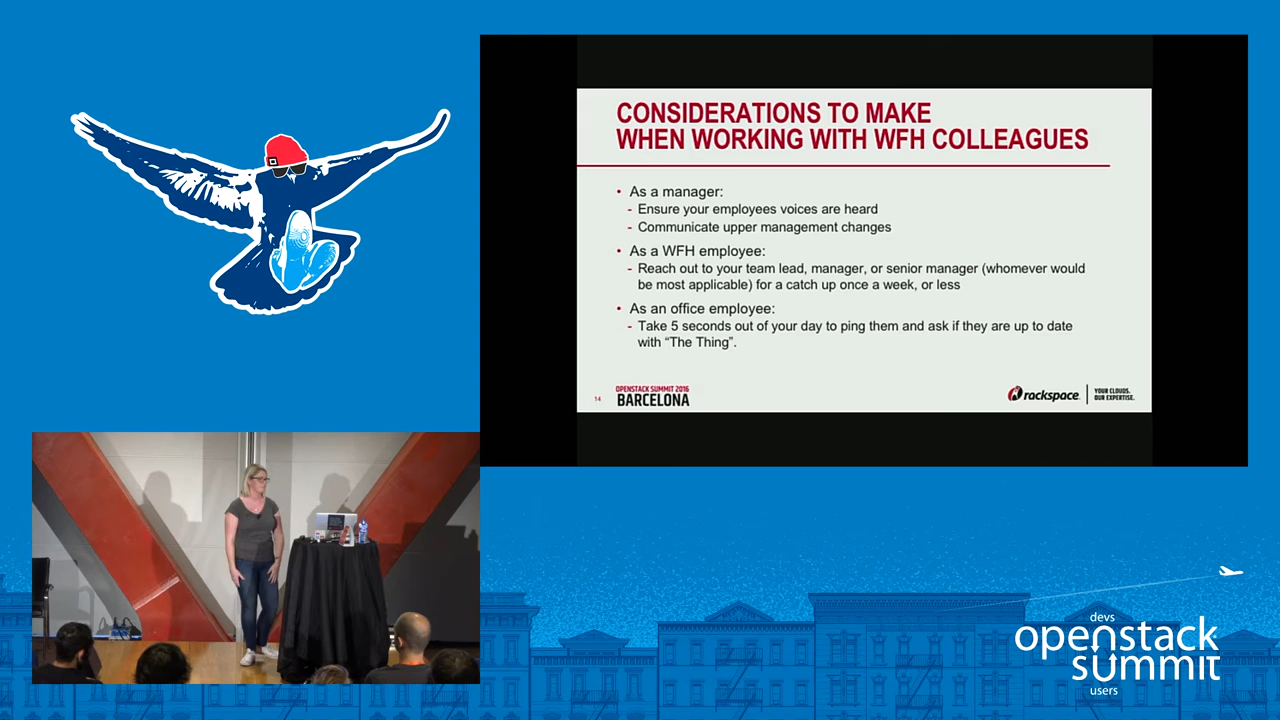 CONSIDERATIONS TO MAKE
WHEN WORKING WITH WFH COLLEAGUES
• As a manager:
- Ensure your employees voices are heard
- Communicate upper management changes
• As a WFH employee:
- Reach out to your team lead, manager, or senior manager (whomever would
be most applicable) for a catch up once a week, or less
• As an office employee:
- Take 5 seconds out of your day to ping them and ask if they are up to date
with “The Thing”.
14
OPENSTACK SUMMIT 2016
BARCELONA
rackspace.
YOUR CLOUDS.
OUR EXPERTISE.
devs
openstack
summit
users